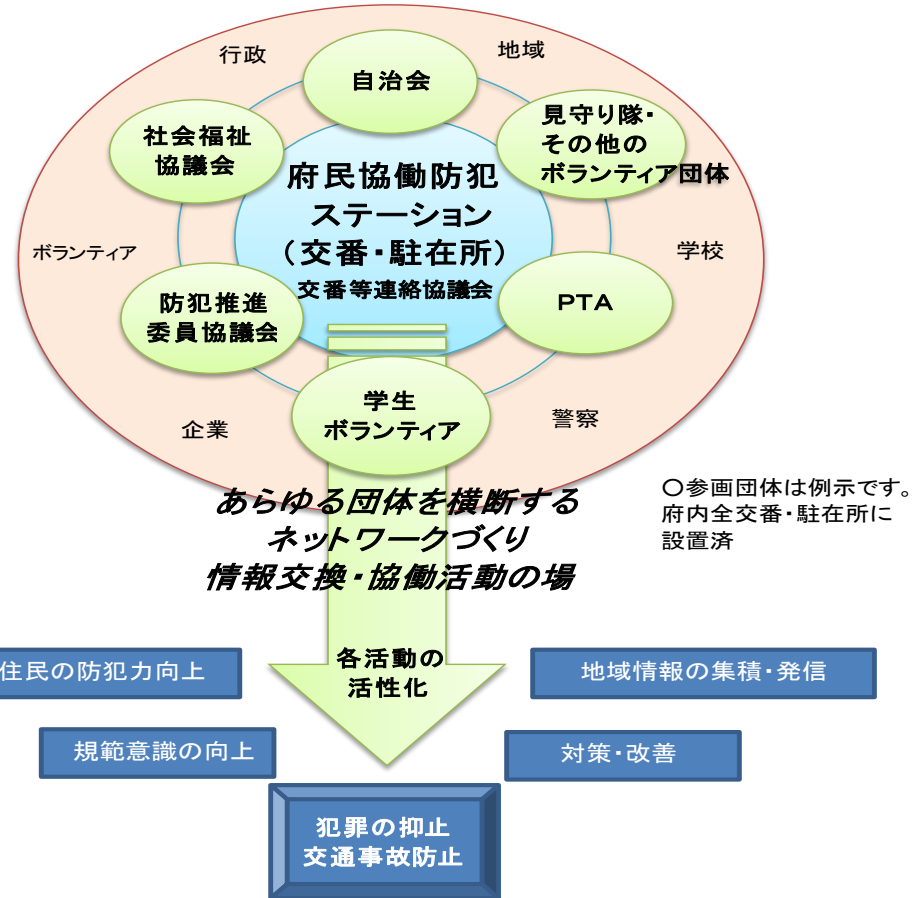 行政
地域
自治会
社会福祉
協議会
見守り隊・
その他の
ボランティア団体
府民協働防犯
ステーション
(交番・駐在所)
交番等連絡協議会
ボランティア
学校
防犯推進
委員協議会
PTA
学生
ボランティア
企業
警察
あらゆる団体を横断する
ネットワークづくり
情報交換・協働活動の場
〇参画団体は例示です。
府内全交番・駐在所に
設置済
各活動の
活性化
住民の防犯力向上
地域情報の集積・発信
規範意識の向上
対策・改善
犯罪の抑止
交通事故防止